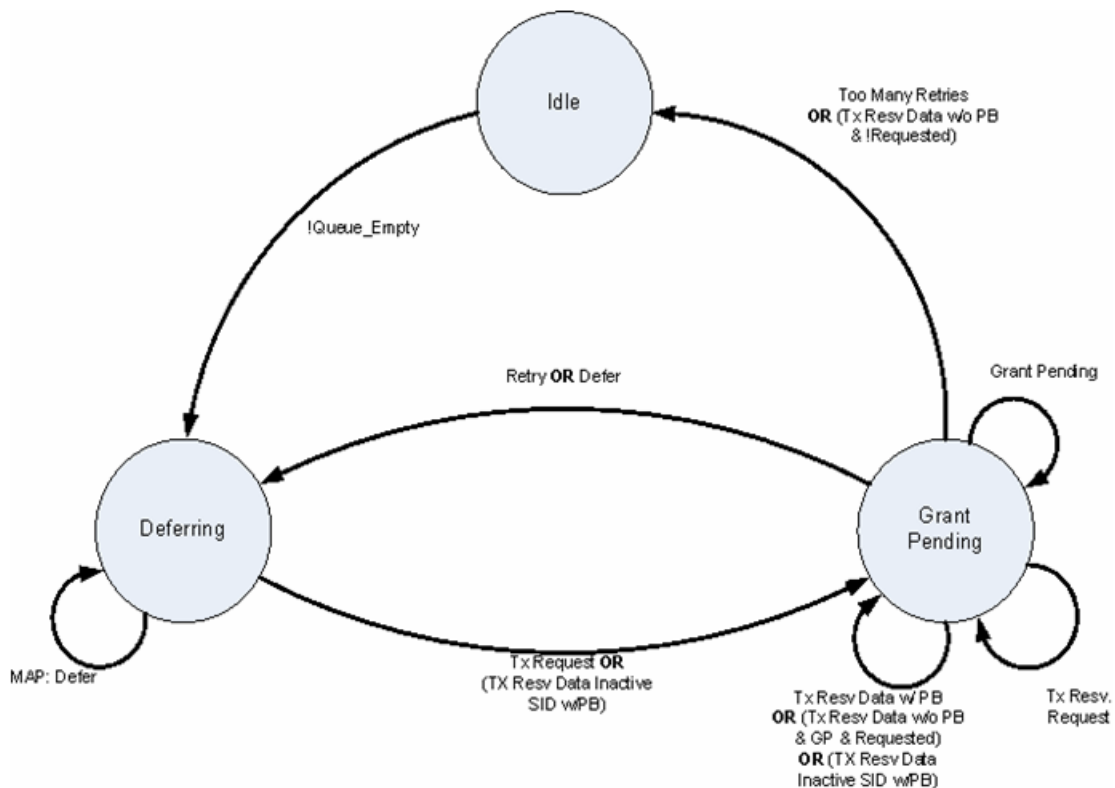 Idle
Too Many Retries
OR (Tx Resv Data w/o PB
& !Requested)
!Queue_Empty
Retry OR Defer
Grant Pending
Deferring
Grant
Pending
MAP: Defer
Tx Request OR
(TX Resv Data Inactive
SID w/PB)
Tx Resv Data w/ PB
OR (Tx Resv Data w/o PB
& GP & Requested)
OR (TX Resv Data
Inactive SID w/PB)
Tx Resv.
Request